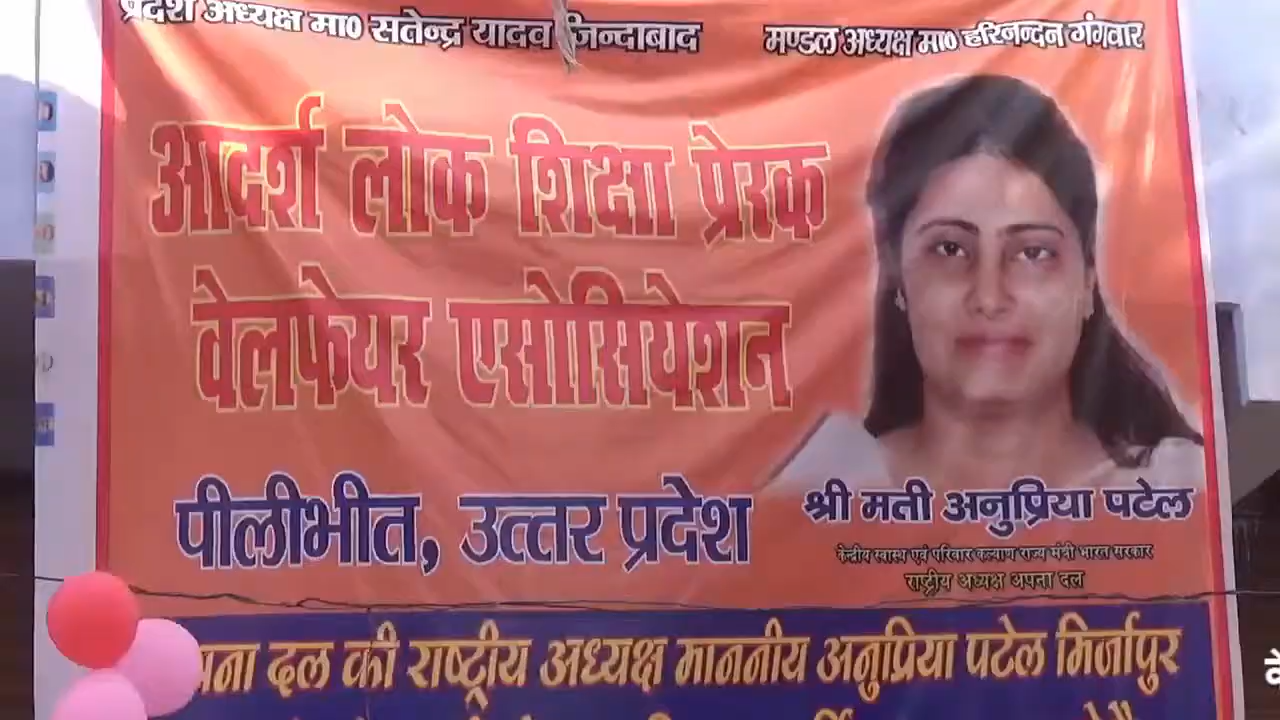 प्रदेश अध्यक्ष मा0 सतेन्द्र यादव जिन्दाबाद
मण्डल अध्यक्ष मा0 हरिनन्दन गंगवार
आदर्श लोक शिक्षा प्रेरक
वेलफेयर एसोसियेशन
पीलीभीत, उत्तर प्रदेश
श्री मती अनुप्रिया पटेल
केन्द्रीय स्वास्थ एवं परिवार कल्याण राज्य मंत्री भारत सरकार
राष्ट्रीय अध्यक्ष अपना दल
दल की राष्ट्रीय अध्यक्ष माननीय अनुप्रिया पटेल मिर्जापुर